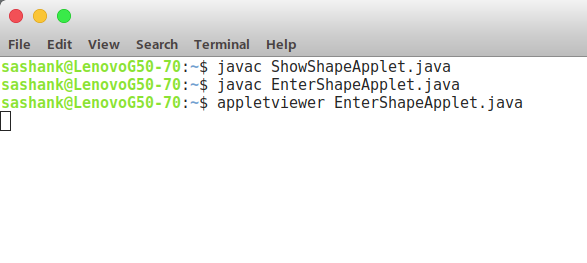 File Edit View Search Terminal Help
sashank@LenovoG50-70:~$ javac ShowShapeApplet.java
sashank@LenovoG50-70:~$ javac EnterShapeApplet.java
sashank@LenovoG50-70:~$ appletviewer EnterShapeApplet.java